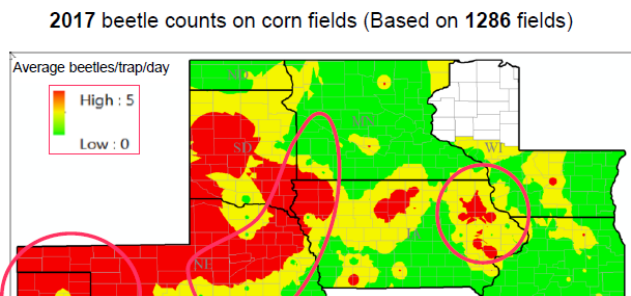 2017 beetle counts on corn fields (Based on 1286 fields)
Average beetles/trap/day
High : 5
Low : 0
ND
MN
SD
WI
IA
NE